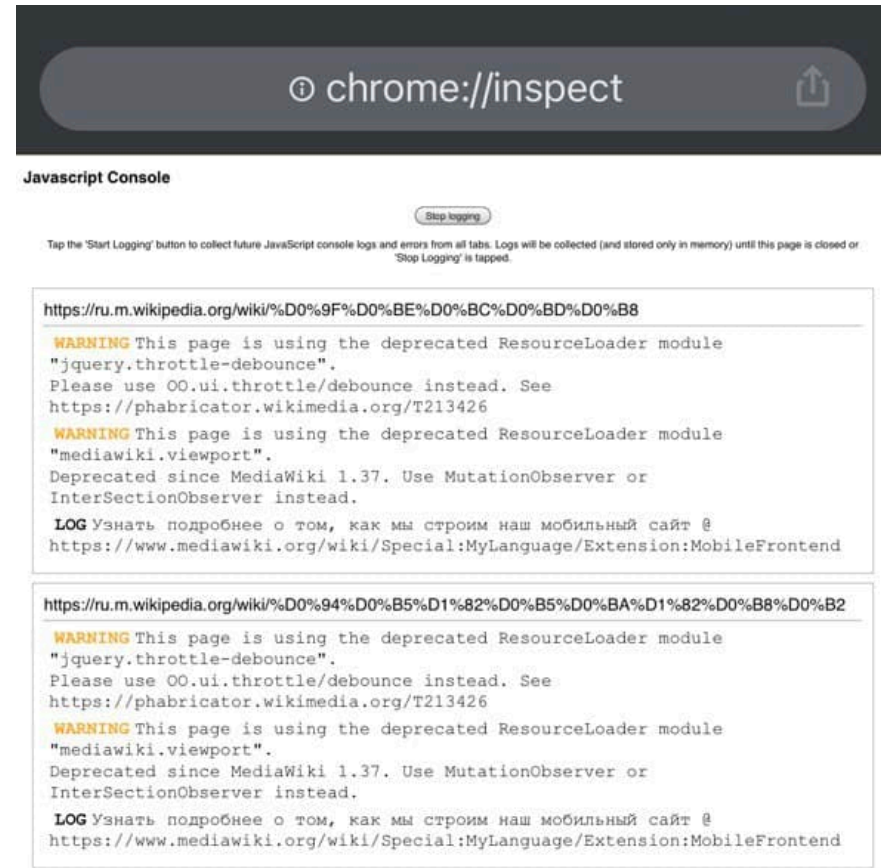 chrome://inspect
Javascript Console
Stop logging
Tap the 'Start Logging' button to collect future JavaScript console logs and errors from all tabs. Logs will be collected (and stored only in memory) until this page is closed or
'Stop Logging' is tapped.
https://ru.m.wikipedia.org/wiki/%D0%9F%D0%BE%D0%BC%D0%BD%D0%B8
WARNING This page is using the deprecated ResourceLoader module
"jquery.throttle-debounce".
Please use OO.ui.throttle/debounce instead. See
https://phabricator.wikimedia.org/T213426
WARNING This page is using the deprecated ResourceLoader module
"mediawiki.viewport".
Deprecated since MediaWiki 1.37. Use MutationObserver or
InterSectionObserver instead.
LOG Узнать подробнее о том, как мы строим наш мобильный сайт @
https://www.mediawiki.org/wiki/Special:MyLanguage/Extension:MobileFrontend
https://ru.m.wikipedia.org/wiki/%D0%94%D0%B5%D1%82%D0%B5%D0%BA%D1%82%D0%B8%D0%B2
WARNING This page is using the deprecated ResourceLoader module
"jquery.throttle-debounce".
Please use OO.ui.throttle/debounce instead. See
https://phabricator.wikimedia.org/T213426
WARNING This page is using the deprecated ResourceLoader module
"mediawiki.viewport".
Deprecated since MediaWiki 1.37. Use MutationObserver or
InterSectionObserver instead.
LOG Узнать подробнее о том, как мы строим наш мобильный сайт @
https://www.mediawiki.org/wiki/Special:MyLanguage/Extension:MobileFrontend